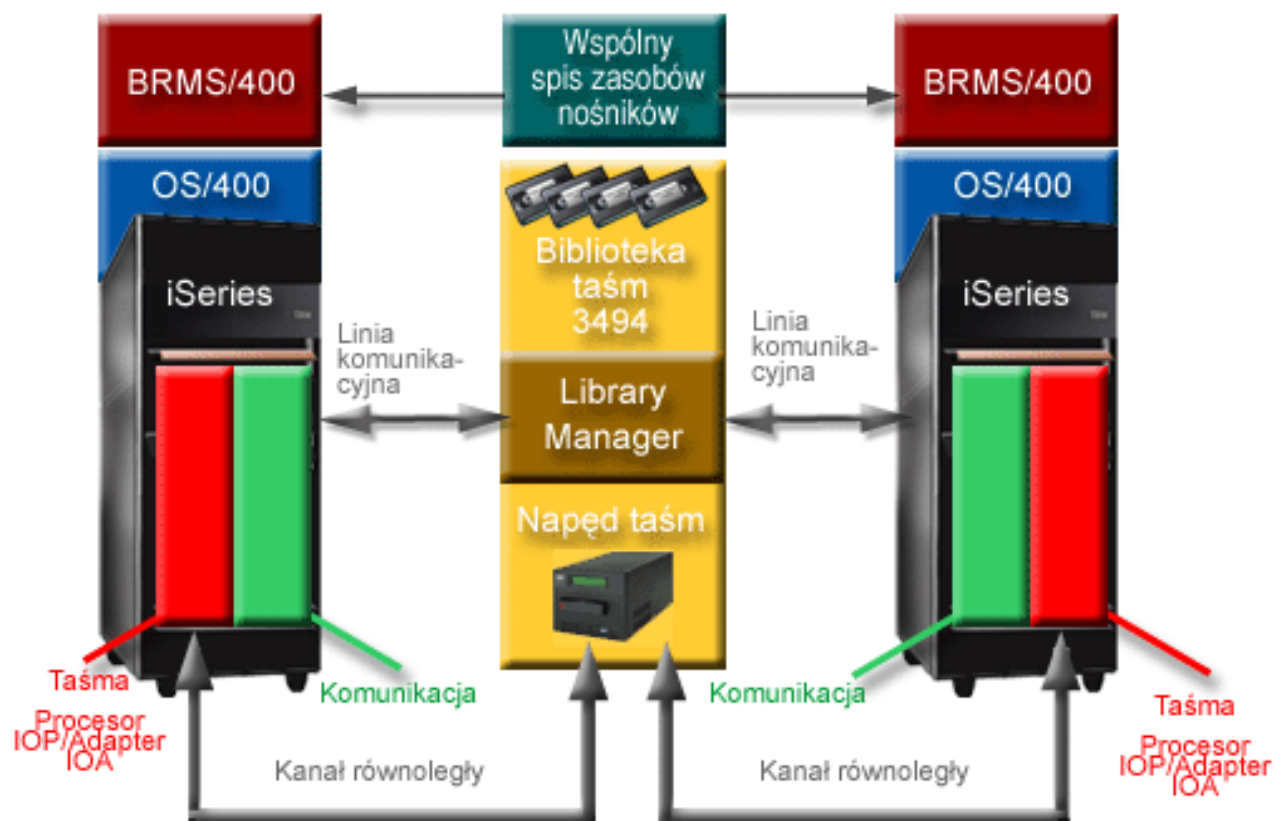 BRMS/400
Wspólny
spis zasobów
nośników
BRMS/400
OS/400
OS/400
iSeries
Biblioteka
taśm
3494
iSeries
Linia
komunika-
cyjna
Linia
komunika-
cyjna
Library
Manager
Napęd taśm
Taśma
Procesor
IOP/Adapter
IOA
Komunikacja
Komunikacja
Taśma
Procesor
IOP/Adapter
IOA
Kanał równoległy
Kanał równoległy